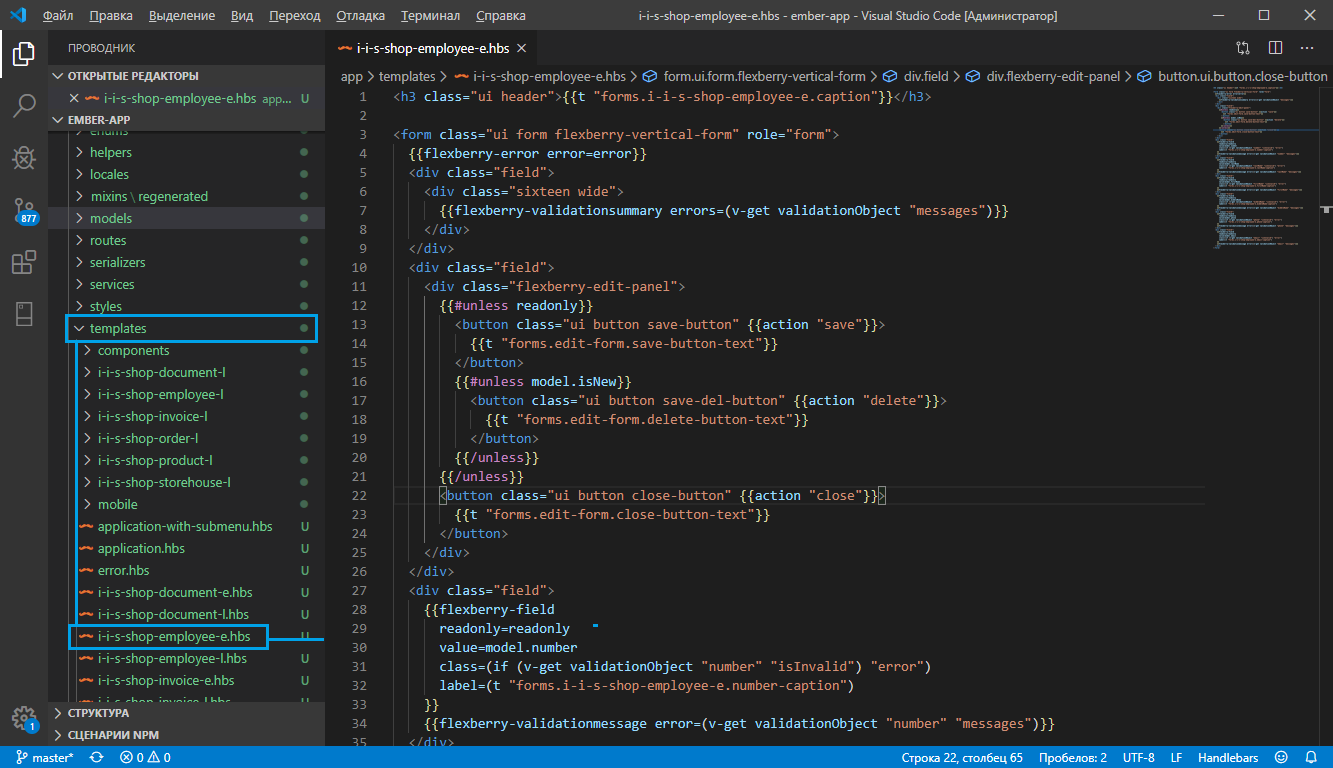 Файл Правка Выделение Вид Переход Отладка Терминал Справка i-i-s-shop-employee-e.hbs - ember-app - Visual Studio Code [Администратор]
ПРОВОДНИК
ОТКРЫТЫЕ РЕДАКТОРЫ
i-i-s-shop-employee-e.hbs app... U
EMBER-APP
enums
helpers
locales
mixins \ regenerated
models
routes
serializers
services
styles
templates
components
i-i-s-shop-document-l
i-i-s-shop-employee-l
i-i-s-shop-invoice-l
i-i-s-shop-order-l
i-i-s-shop-product-l
i-i-s-shop-storehouse-l
mobile
application-with-submenu.hbs U
application.hbs U
error.hbs U
i-i-s-shop-document-e.hbs U
i-i-s-shop-document-l.hbs U
i-i-s-shop-employee-e.hbs U
i-i-s-shop-employee-l.hbs U
i-i-s-shop-invoice-e.hbs U
i-i-s-shop-invoice-l.hbs
СТРУКТУРА
СЦЕНАРИИ NPM
877
1
i-i-s-shop-employee-e.hbs
app > templates > i-i-s-shop-employee-e.hbs > form.ui.form.flexberry-vertical-form > div.field > div.flexberry-edit-panel > button.ui.button.close-button
1 <h3 class="ui header">{{t "forms.i-i-s-shop-employee-e.caption"}}</h3>
2
3 <form class="ui form flexberry-vertical-form" role="form">
4 {{flexberry-error error=error}}
5 <div class="field">
6 <div class="sixteen wide">
7 {{flexberry-validationsummary errors=(v-get validationObject "messages")}}
8 </div>
9 </div>
10 <div class="field">
11 <div class="flexberry-edit-panel">
12 {{#unless readonly}}
13 <button class="ui button save-button" {{action "save"}}>
14 {{t "forms.edit-form.save-button-text"}}
15 </button>
16 {{#unless model.isNew}}
17 <button class="ui button save-del-button" {{action "delete"}}>
18 {{t "forms.edit-form.delete-button-text"}}
19 </button>
20 {{/unless}}
21 {{/unless}}
22 <button class="ui button close-button" {{action "close"}}>
23 {{t "forms.edit-form.close-button-text"}}
24 </button>
25 </div>
26 </div>
27 <div class="field">
28 {{flexberry-field
29 readonly=readonly
30 value=model.number
31 class=(if (v-get validationObject "number" "isInvalid") "error")
32 label=(t "forms.i-i-s-shop-employee-e.number-caption")
33 }}
34 {{flexberry-validationmessage error=(v-get validationObject "number" "messages")}}
35 </div>
master* 0 0 Строка 22, столбец 65 Пробелов: 2 UTF-8 LF Handlebars